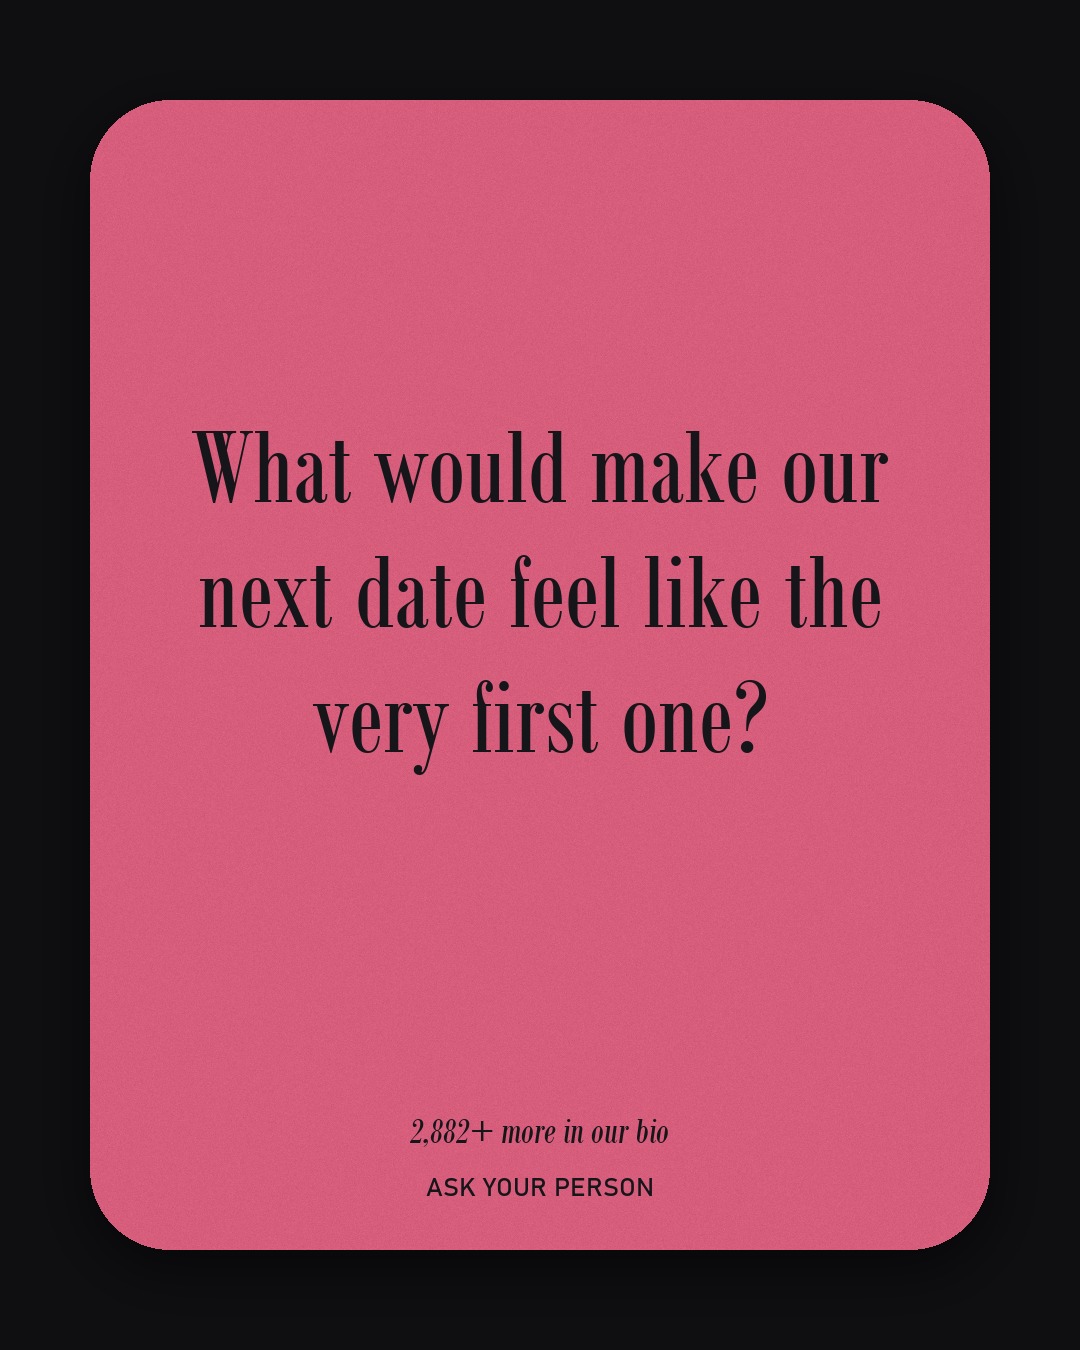 What would make our
next date feel like the
very first one?
2,882+ more in our bio
ASK YOUR PERSON